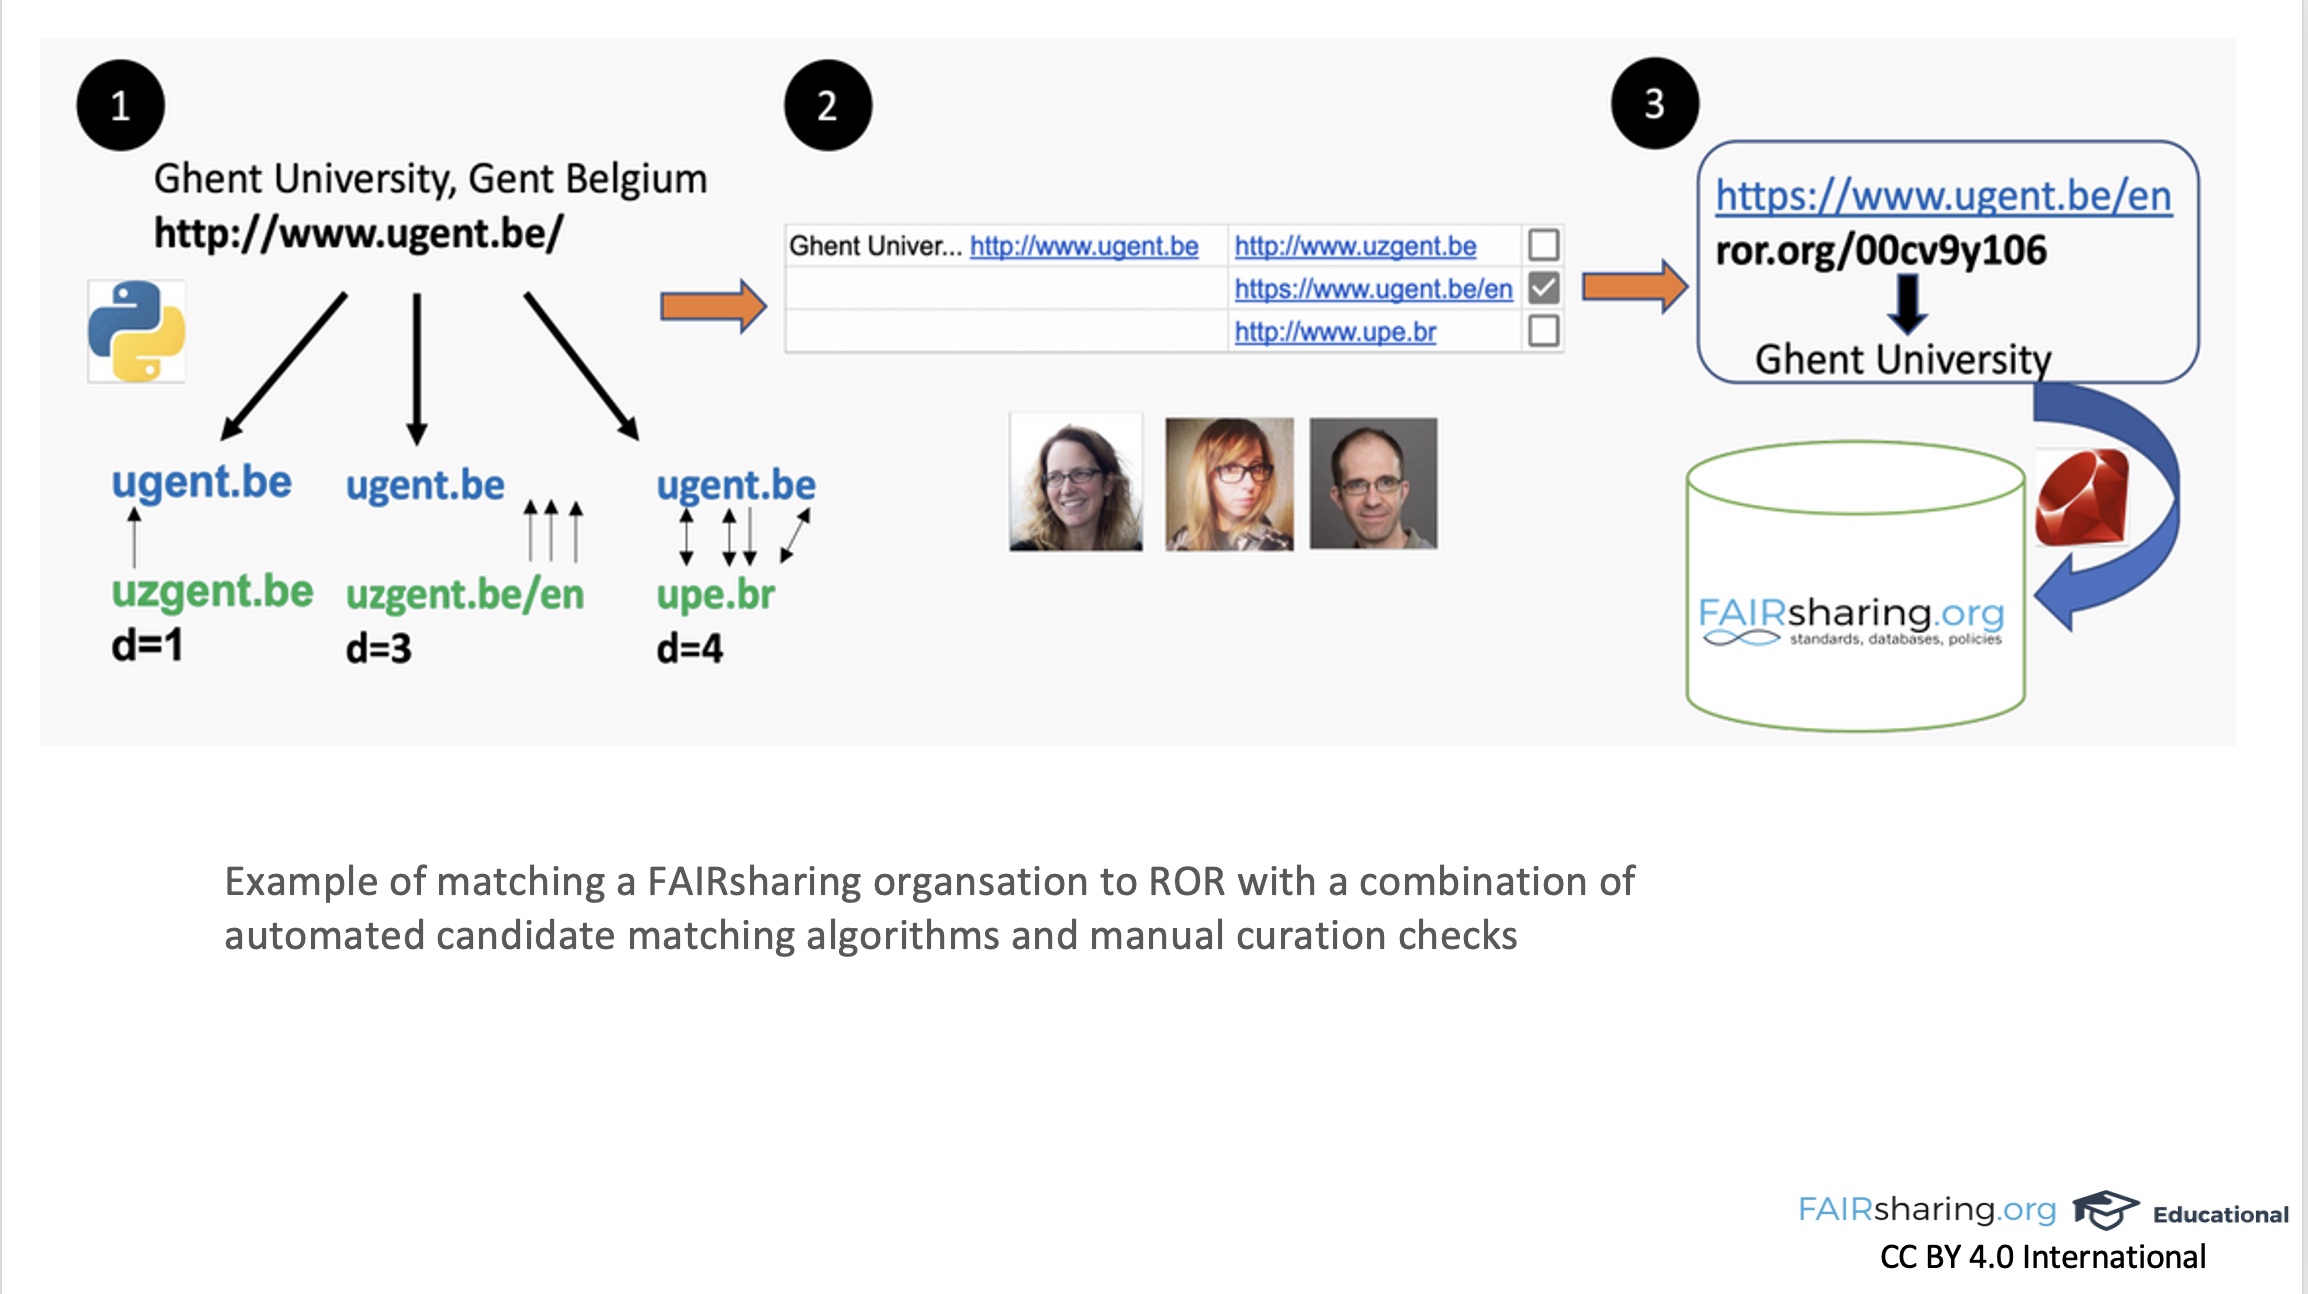 1
Ghent University, Gent Belgium
http://www.ugent.be/
ugent.be
uzgent.be
d=1
ugent.be
uzgent.be/en
d=3
ugent.be
upe.br
d=4
2
Ghent Univer... http://www.ugent.be http://www.uzgent.be
https://www.ugent.be/en
http://www.upe.br
3
https://www.ugent.be/en
ror.org/00cv9y106
Ghent University
FAIRsharing.org
standards, databases, policies
Example of matching a FAIRsharing organsation to ROR with a combination of
automated candidate matching algorithms and manual curation checks
FAIRsharing.org Educational
CC BY 4.0 International